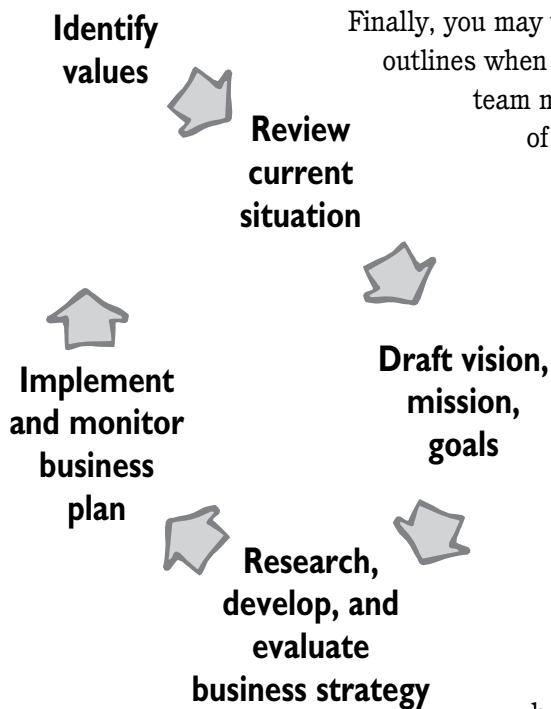 Identify
values
Finally, you may
outlines when
team
of
Review
current
situation
Draft vision,
mission,
goals
Research,
develop, and
evaluate
business strategy
Implement
and monitor
business
plan